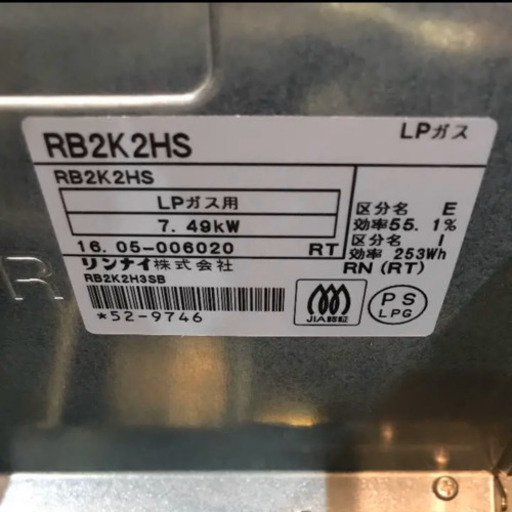 RB2K2HS
LPガス
RB2K2HS
LPガス用
7.49kW
16.05-006020 RT
リンナイ株式会社
RB2K2H3SB
*52-9746
区分名 E
効率55.1%
区分名 I
効率 253Wh
RN (RT)
JIA認証
PS
LPG
R